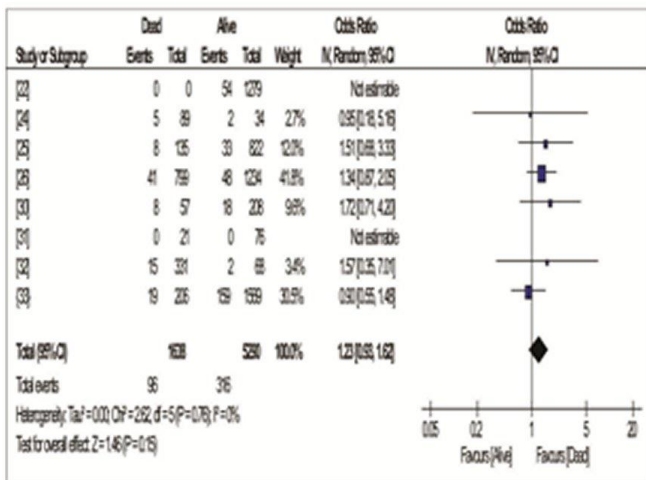 Dead Alive Odds Ratio Odds Ratio
Study or Subgroup Events Total Events Total Weight IV, Random, 95% CI IV, Random, 95% CI
[22] 0 0 54 1279 Not estimable
[24] 5 89 2 34 2.7% 0.95 [0.18, 5.16]
[25] 8 135 33 822 12.0% 1.51 [0.68, 3.33]
[26] 41 799 48 1234 41.8% 1.34 [0.87, 2.05]
[30] 8 57 18 208 9.6% 1.72 [0.71, 4.20]
[31] 0 21 0 76 Not estimable
[32] 15 331 2 68 3.4% 1.57 [0.35, 7.01]
[33] 19 206 159 1569 30.5% 0.90 [0.55, 1.48]
Total (95% CI) 1638 5290 100.0% 1.23 [0.93, 1.62]
Total events 96 316
Heterogeneity: Tau² = 0.00; Chi² = 2.62, df = 5 (P = 0.76); I² = 0%
Test for overall effect: Z = 1.46 (P = 0.15)
0.05 0.2 1 5 20
Favours [Alive] Favours [Dead]